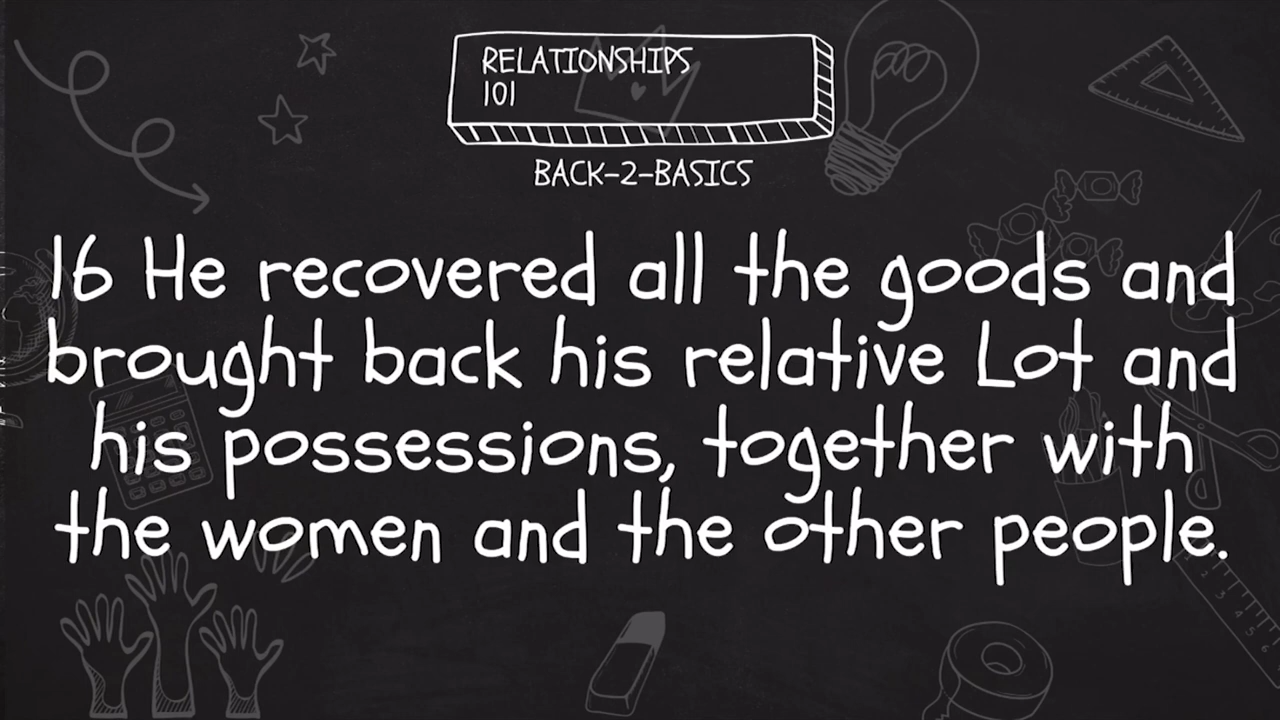 RELATIONSHIPS
101
BACK-2-BASICS
16 He recovered all the goods and
brought back his relative Lot and
his possessions, together with
the women and the other people.